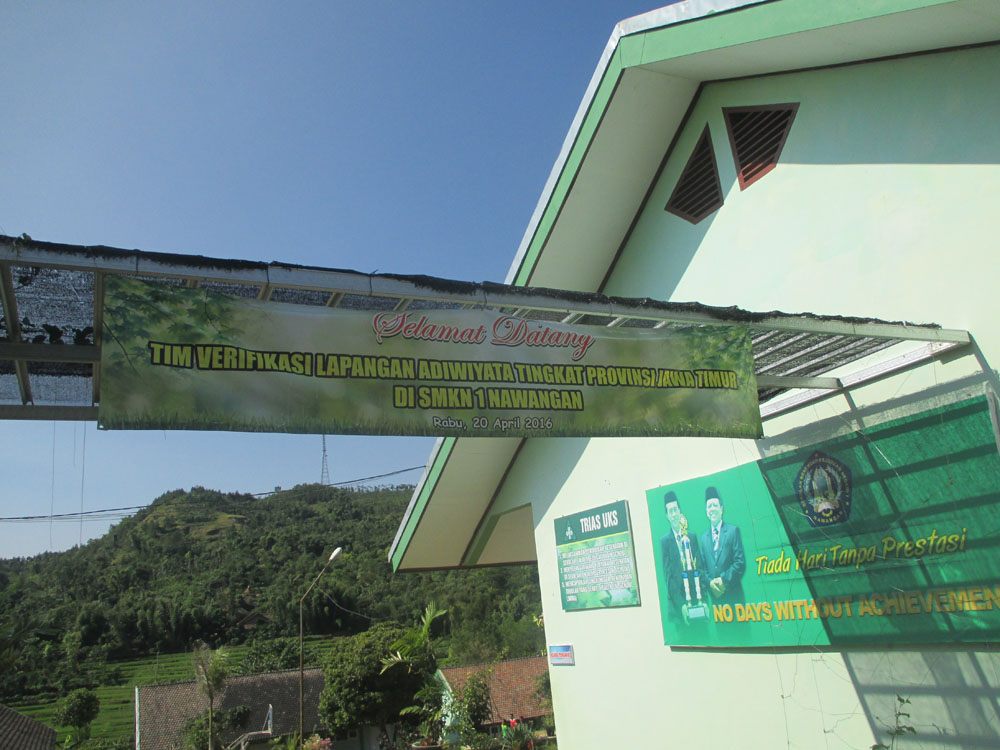 Selamat Datang
TIM VERIFIKASI LAPANGAN ADIWIYATA TINGKAT PROVINSI JAWA TIMUR
DI SMKN 1 NAWANGAN
Rabu, 20 April 2016
TRIAS UKS
Tiada Hari Tanpa Prestasi
NO DAYS WITHOUT ACHIEVEMEN